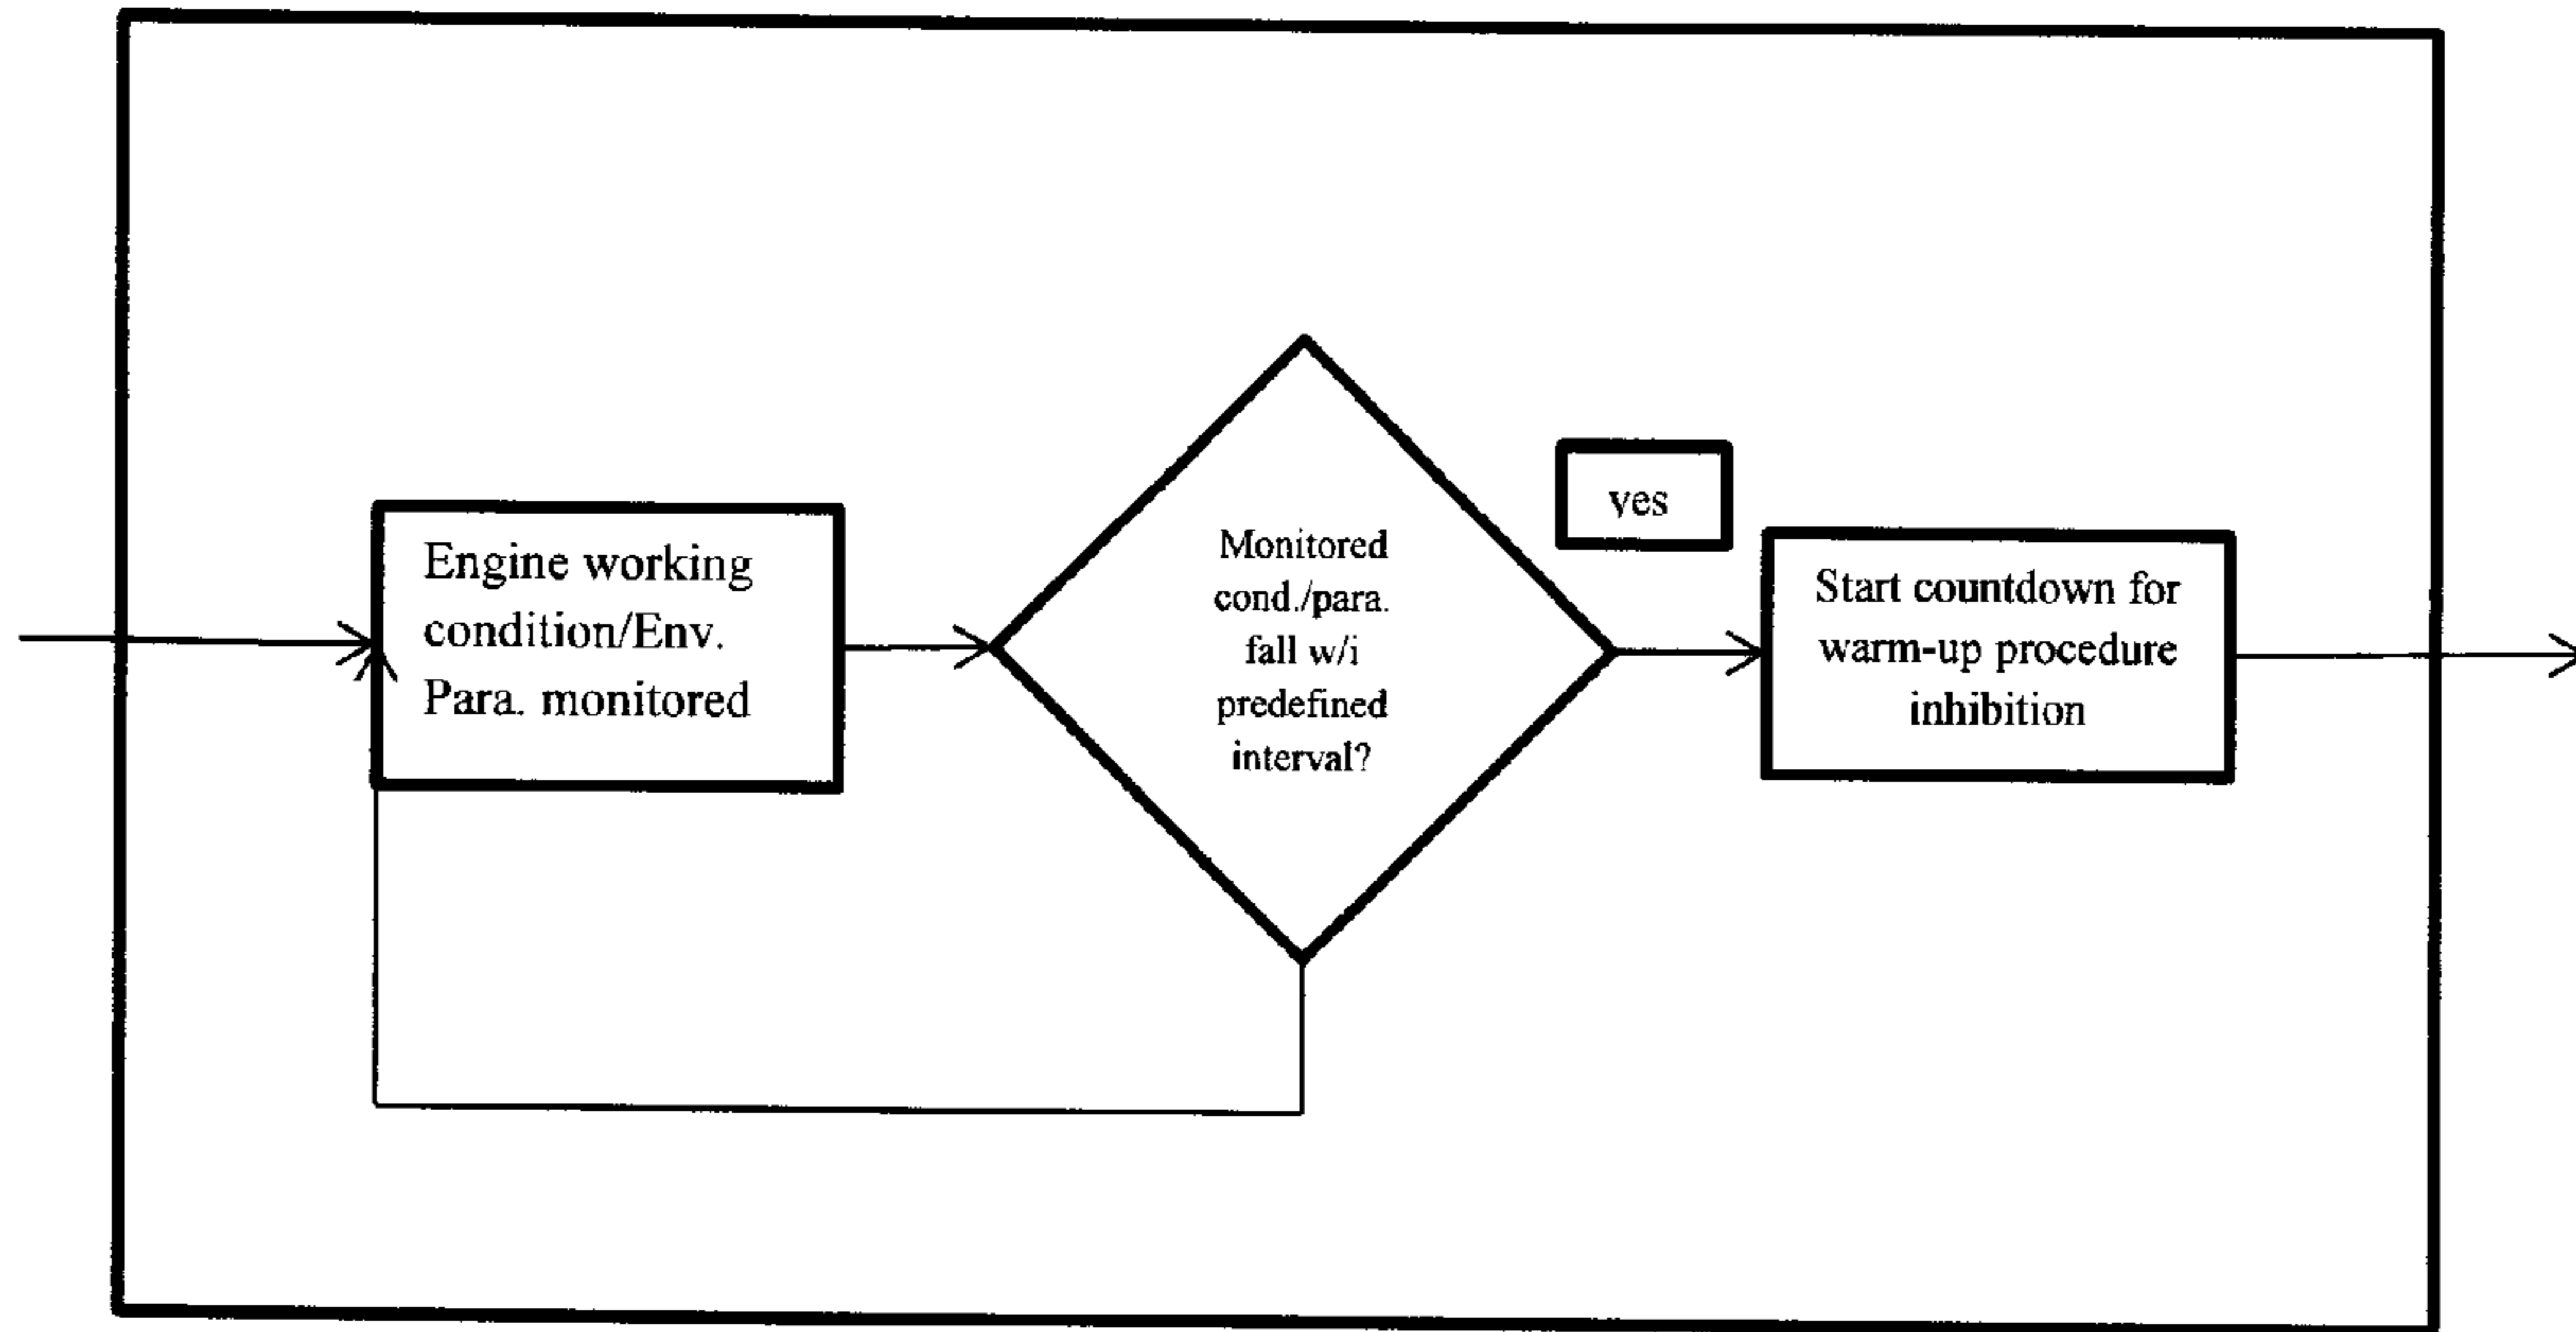 Engine working
condition/Env.
Para. monitored
Monitored
cond./para.
fall w/i
predefined
interval?
yes
Start countdown for
warm-up procedure
inhibition